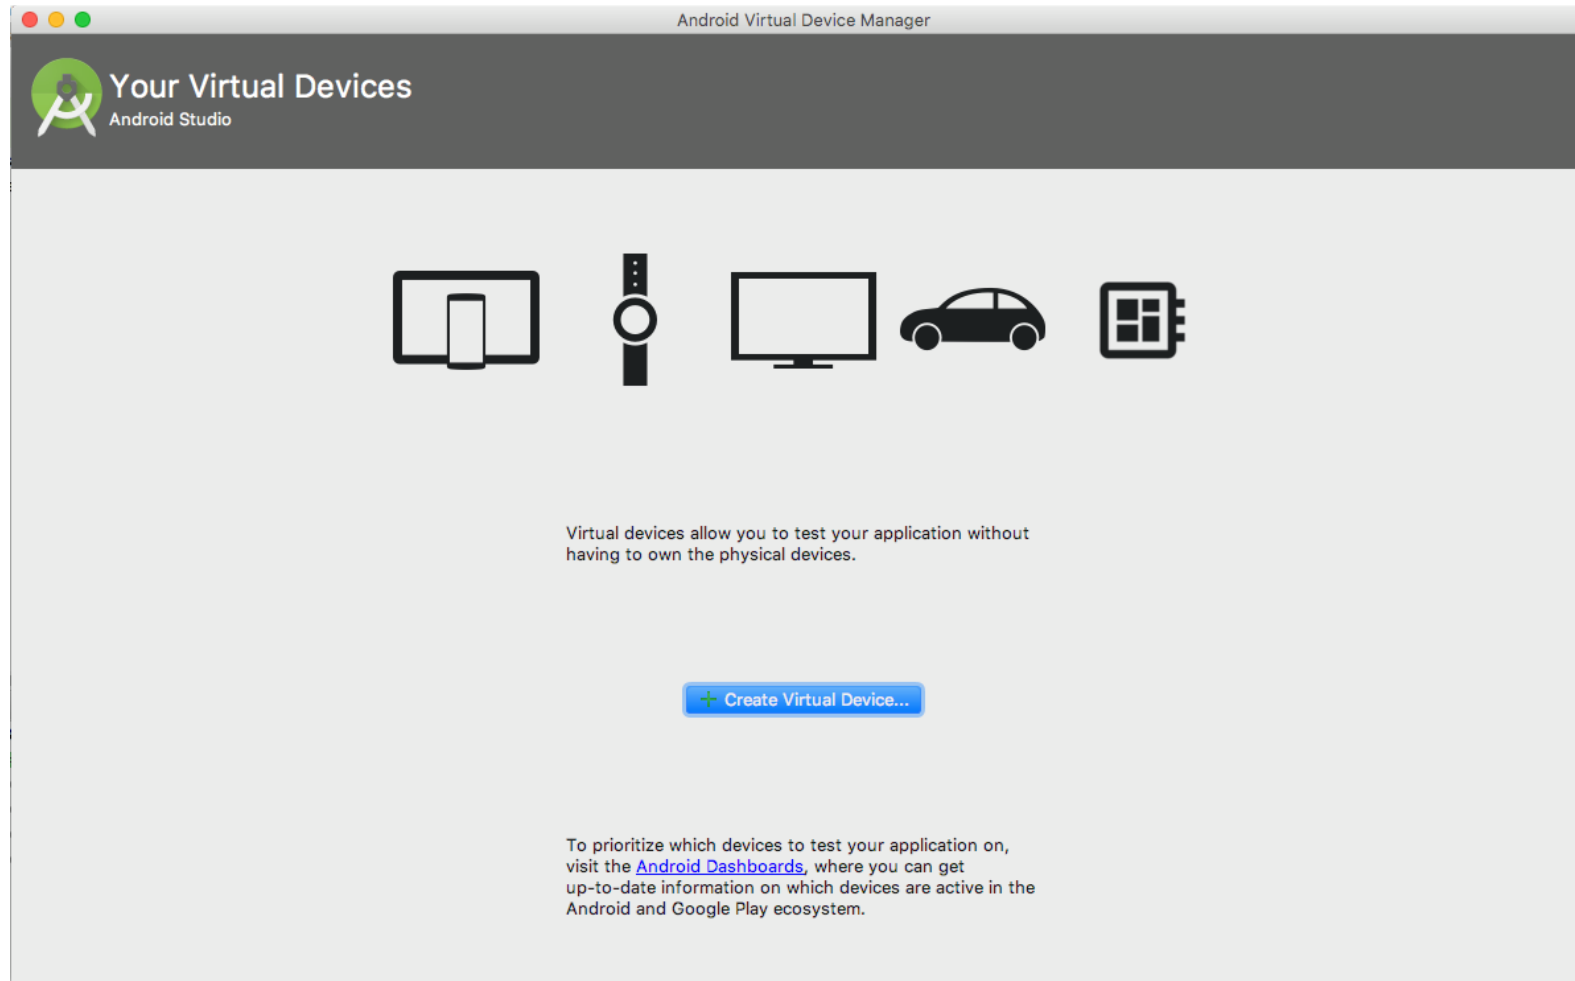 Android Virtual Device Manager
Your Virtual Devices
Android Studio
Virtual devices allow you to test your application without
having to own the physical devices.
Create Virtual Device...
To prioritize which devices to test your application on,
visit the Android Dashboards, where you can get
up-to-date information on which devices are active in the
Android and Google Play ecosystem.